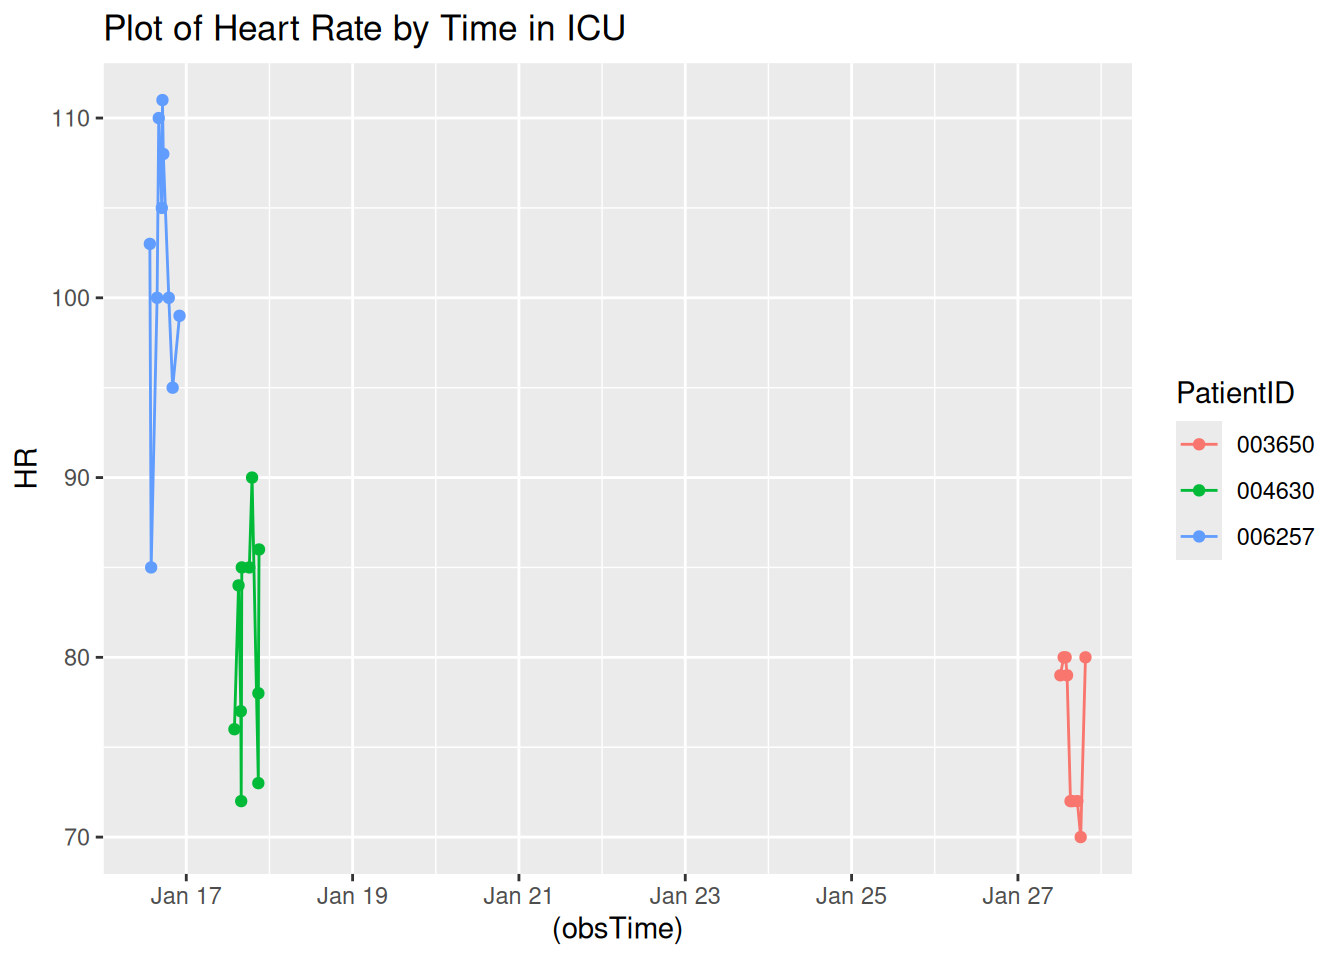 Plot of Heart Rate by Time in ICU
110
100
90
80
70
HR
Jan 17 Jan 19 Jan 21 Jan 23 Jan 25 Jan 27
(obsTime)
PatientID
003650
004630
006257